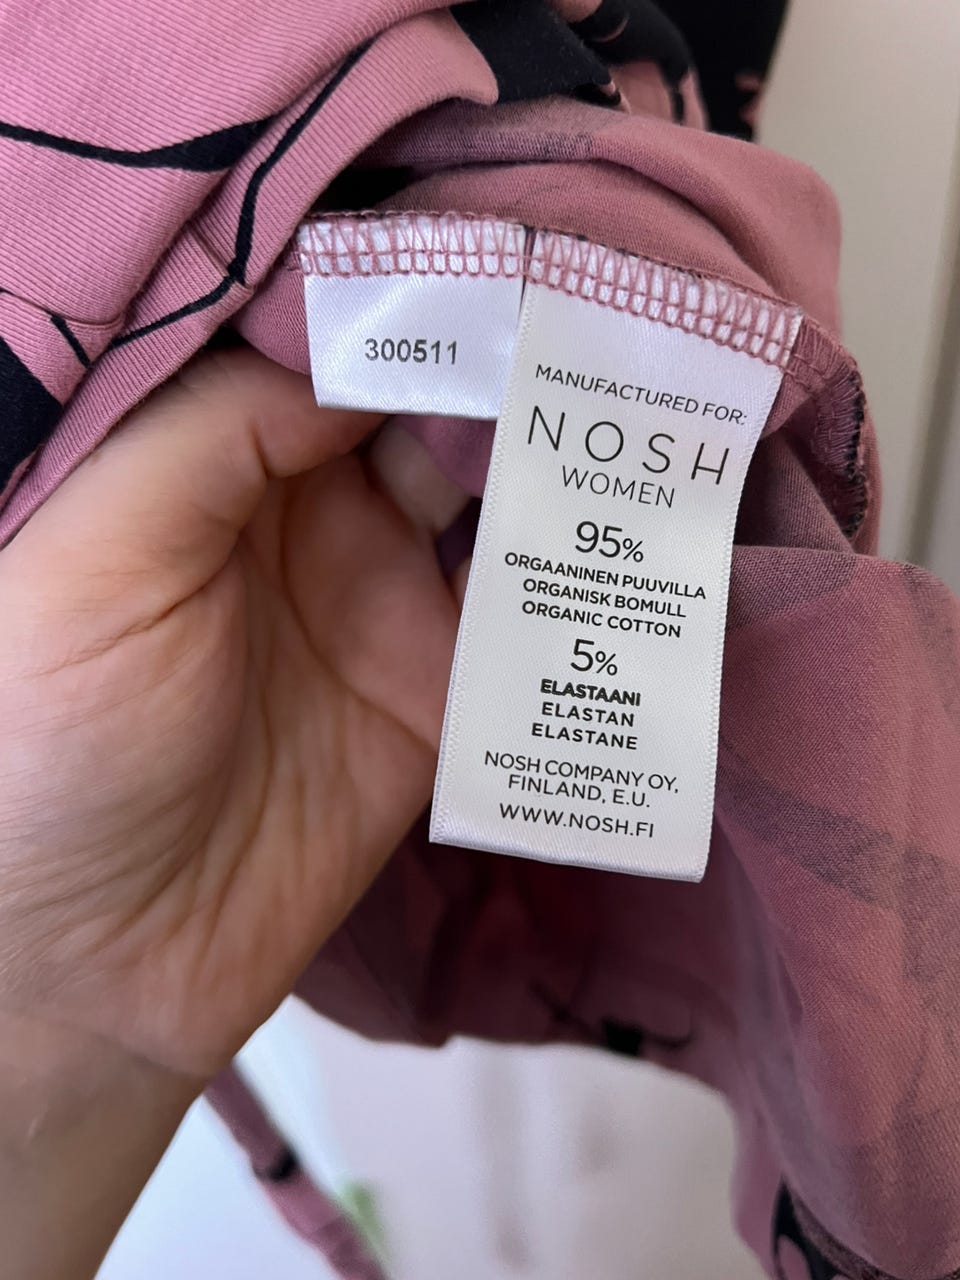 300511
MANUFACTURED FOR:
NOSH
WOMEN
95%
ORGAANINEN PUUVILLA
ORGANISK BOMULL
ORGANIC COTTON
5%
ELASTAANI
ELASTAN
ELASTANE
NOSH COMPANY OY,
FINLAND, E.U.
WWW.NOSH.FI